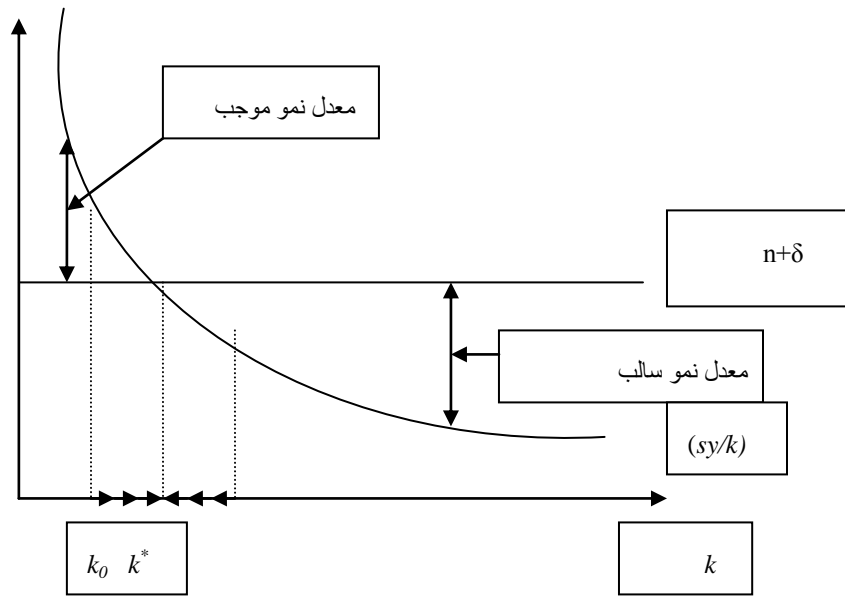 معدل نمو موجب
n+δ
معدل نمو سالب
(sy/k)
k₀ k*
k